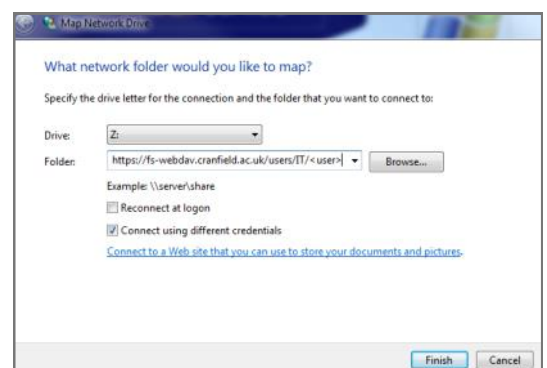 Map Network Drive
What network folder would you like to map?
Specify the drive letter for the connection and the folder that you want to connect to:
Drive: Z:
Folder: https://fs-webdav.cranfield.ac.uk/users/IT/<user> Browse...
Example: \\server\share
Reconnect at logon
Connect using different credentials
Connect to a Web site that you can use to store your documents and pictures.
Finish Cancel